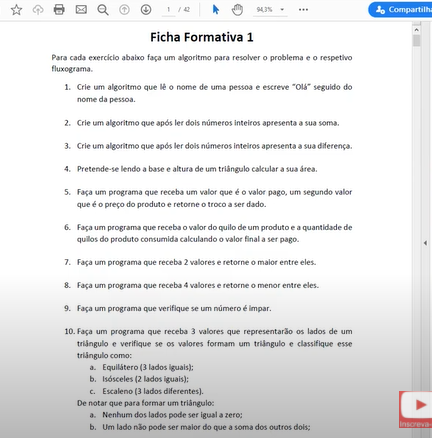 1 / 42
94,3%
Compartilha
Ficha Formativa 1
Para cada exercício abaixo faça um algoritmo para resolver o problema e o respetivo
fluxograma.
1. Crie um algoritmo que lê o nome de uma pessoa e escreve "Olá" seguido do
nome da pessoa.
2. Crie um algoritmo que após ler dois números inteiros apresenta a sua soma.
3. Crie um algoritmo que após ler dois números inteiros apresenta a sua diferença.
4. Pretende-se lendo a base e altura de um triângulo calcular a sua área.
5. Faça um programa que receba um valor que é o valor pago, um segundo valor
que é o preço do produto e retorne o troco a ser dado.
6. Faça um programa que receba o valor do quilo de um produto e a quantidade de
quilos do produto consumida calculando o valor final a ser pago.
7. Faça um programa que receba 2 valores e retorne o maior entre eles.
8. Faça um programa que receba 4 valores e retorne o menor entre eles.
9. Faça um programa que verifique se um número é impar.
10. Faça um programa que receba 3 valores que representarão os lados de um
triângulo e verifique se os valores formam um triângulo e classifique esse
triângulo como:
a. Equilátero (3 lados iguais);
b. Isósceles (2 lados iguais);
c. Escaleno (3 lados diferentes).
De notar que para formar um triângulo:
a. Nenhum dos lados pode ser igual a zero;
b. Um lado não pode ser maior do que a soma dos outros dois;
Inscreva-